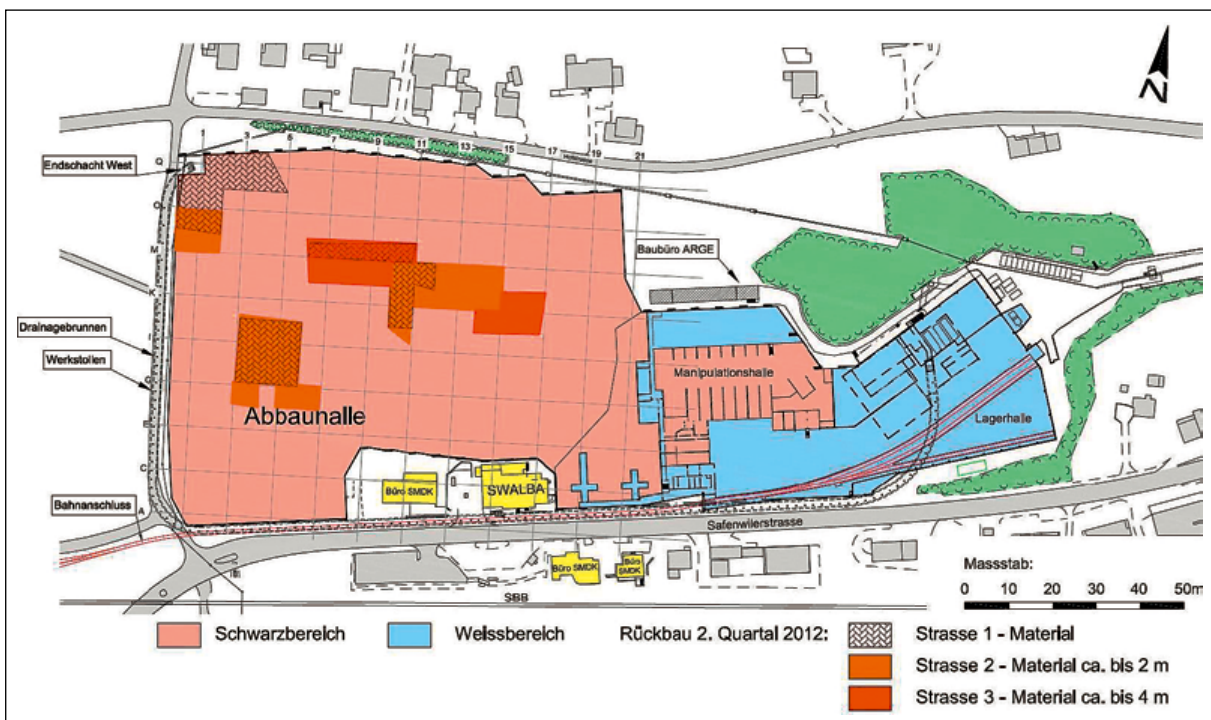 N
1 3 5 7 9 11 13 15 17 19 21
Endschacht West
Q
O
M
K
I
Baubüro ARGE
Drainagebrunnen
Werkstollen
Manipulationshalle
Abbaunalle
Lagerhalle
E
C
Büro SMDK
SWALBA
Bahnanschluss
A
Safenwilerstrasse
Büro SMDK
Büro SMDK
SBB
Massstab:
0 10 20 30 40 50m
Schwarzbereich
Weissbereich
Rückbau 2. Quartal 2012:
Strasse 1 - Material
Strasse 2 - Material ca. bis 2 m
Strasse 3 - Material ca. bis 4 m